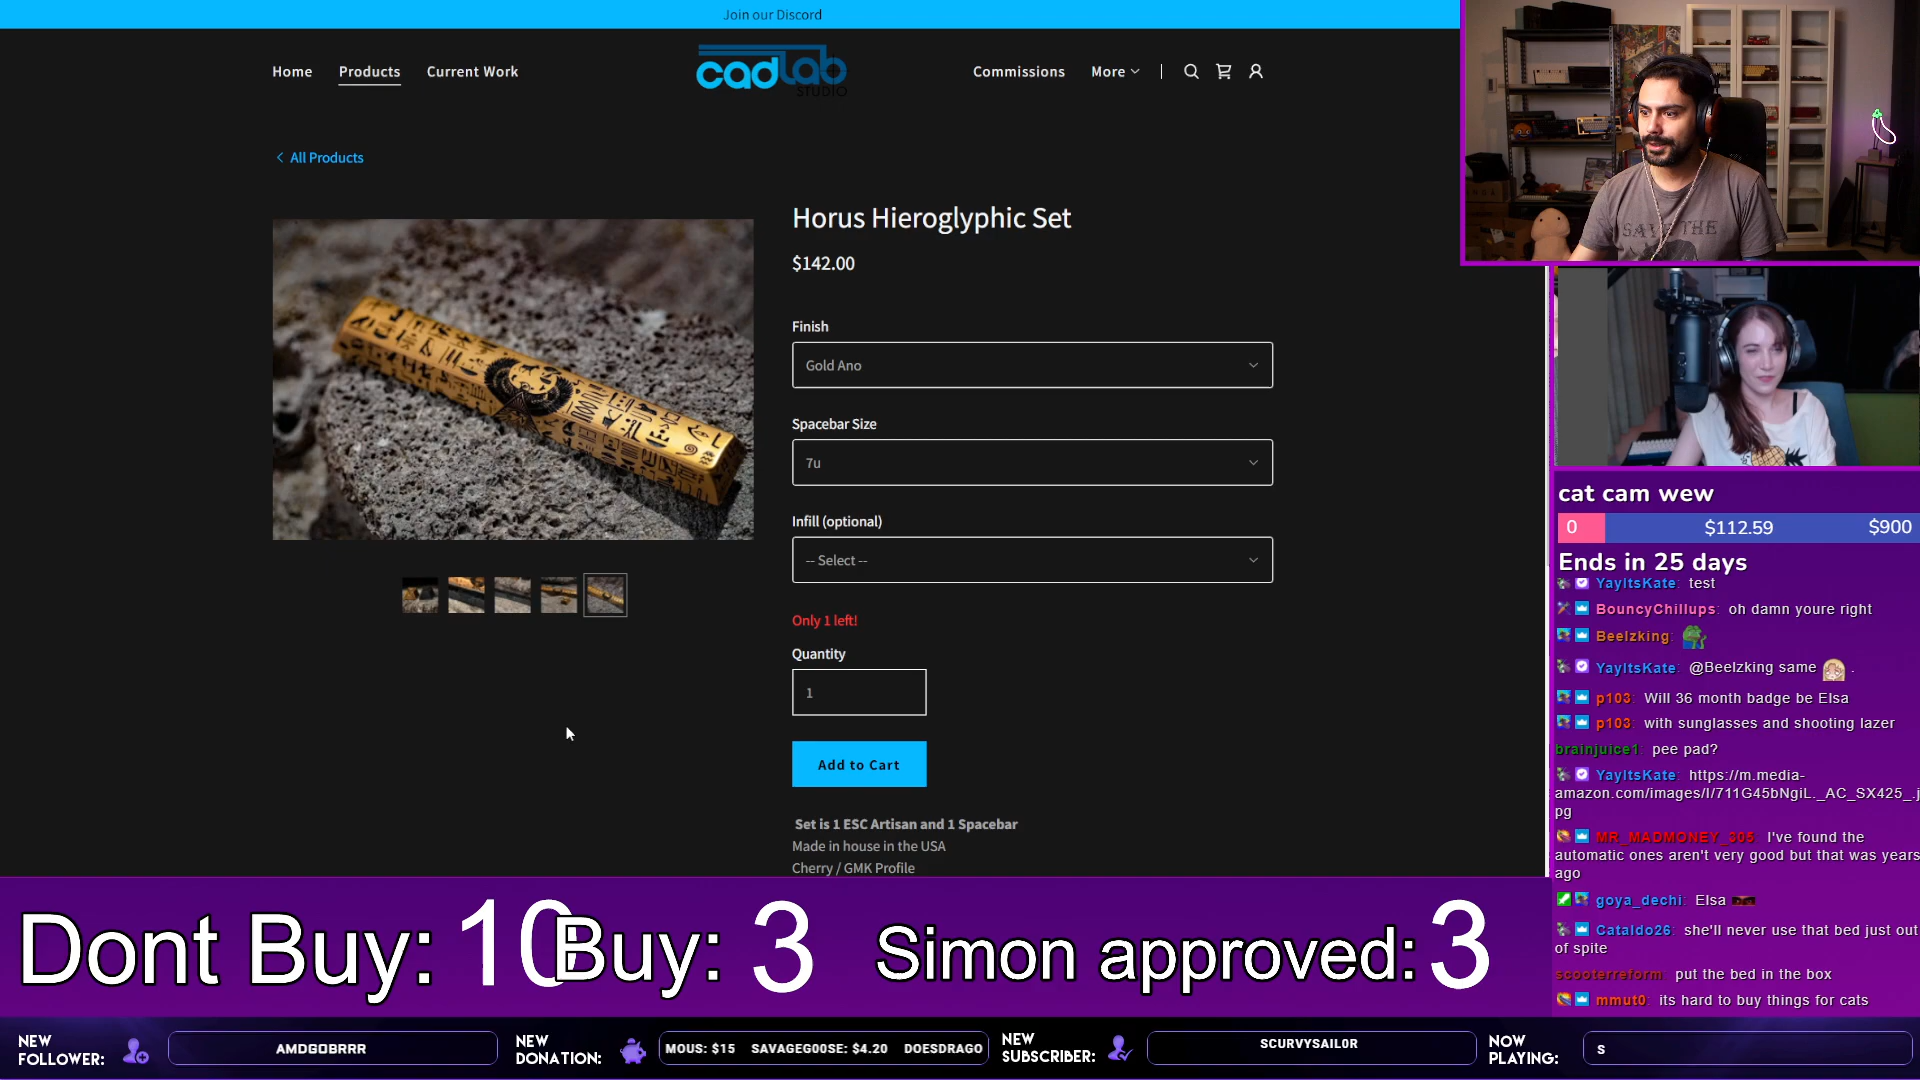 Join our Discord
Home
Products
Current Work
cadlab
STUDIO
Commissions
More
All Products
Horus Hieroglyphic Set
$142.00
Finish
Gold Ano
Spacebar Size
7u
Infill (optional)
-- Select --
Only 1 left!
Quantity
1
Add to Cart
Set is 1 ESC Artisan and 1 Spacebar
Made in house in the USA
Cherry / GMK Profile
SAVE THE
cat cam wew
0 $112.59 $900
Ends in 25 days
YayItsKate: test
BouncyChillups: oh damn youre right
Beelzking:
YayItsKate: @Beelzking same .
p103: Will 36 month badge be Elsa
p103: with sunglasses and shooting lazer
brainjuice1: pee pad?
YayItsKate: https://m.media-
amazon.com/images/I/711G45bNgiL._AC_SX425_.j
pg
MR_MADMONEY_305: I've found the
automatic ones aren't very good but that was years
ago
goya_dechi: Elsa
Cataldo26: she'll never use that bed just out
of spite
scooterreform: put the bed in the box
mmut0: its hard to buy things for cats
Dont Buy: 10
Buy: 3
Simon approved: 3
NEW
FOLLOWER:
AMDGOBRRR
NEW
DONATION:
MOUS: $15 SAVAGEG00SE: $4.20 DOESDRAGO
NEW
SUBSCRIBER:
SCURVYSAIL0R
NOW
PLAYING:
S